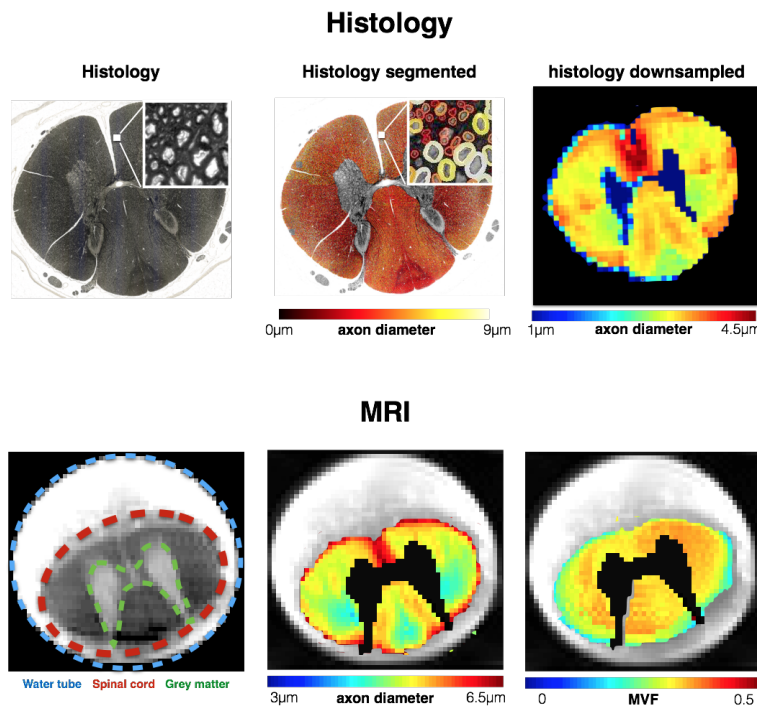 Histology
Histology
Histology segmented
histology downsampled
0µm axon diameter 9µm
1µm axon diameter 4.5µm
MRI
Water tube Spinal cord Grey matter
3µm axon diameter 6.5µm
0 MVF 0.5